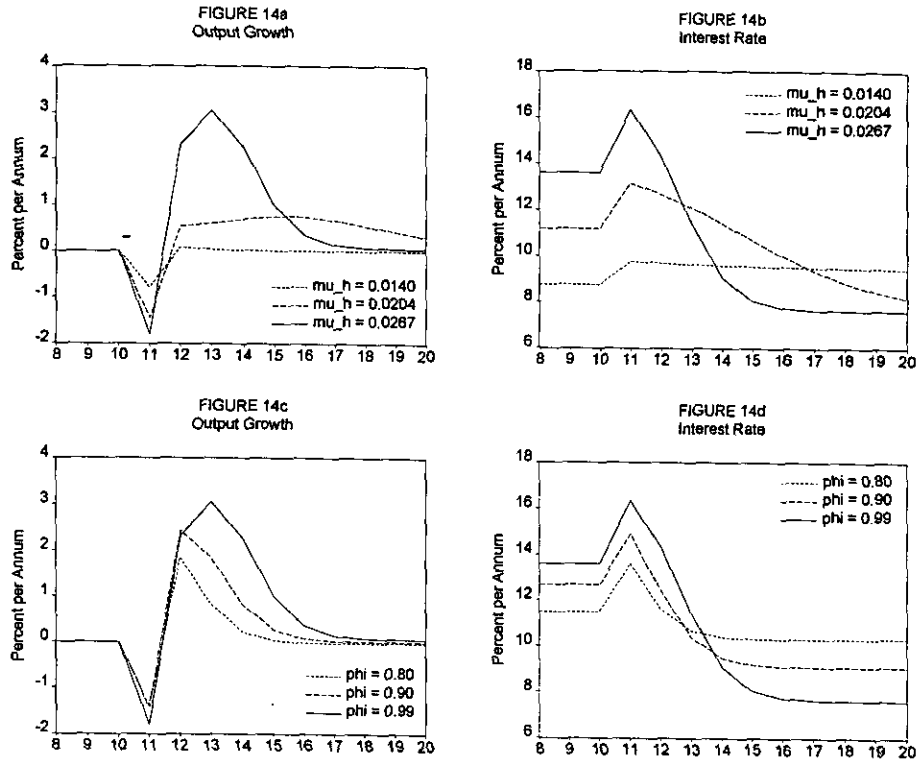 FIGURE 14a
Output Growth
Percent per Annum
4
3
2
1
0
-1
-2
mu_h = 0.0140
mu_h = 0.0204
mu_h = 0.0267
8 9 10 11 12 13 14 15 16 17 18 19 20
FIGURE 14b
Interest Rate
Percent per Annum
18
16
14
12
10
8
6
mu_h = 0.0140
mu_h = 0.0204
mu_h = 0.0267
8 9 10 11 12 13 14 15 16 17 18 19 20
FIGURE 14c
Output Growth
Percent per Annum
4
3
2
1
0
-1
-2
phi = 0.80
phi = 0.90
phi = 0.99
8 9 10 11 12 13 14 15 16 17 18 19 20
FIGURE 14d
Interest Rate
Percent per Annum
18
16
14
12
10
8
6
phi = 0.80
phi = 0.90
phi = 0.99
8 9 10 11 12 13 14 15 16 17 18 19 20